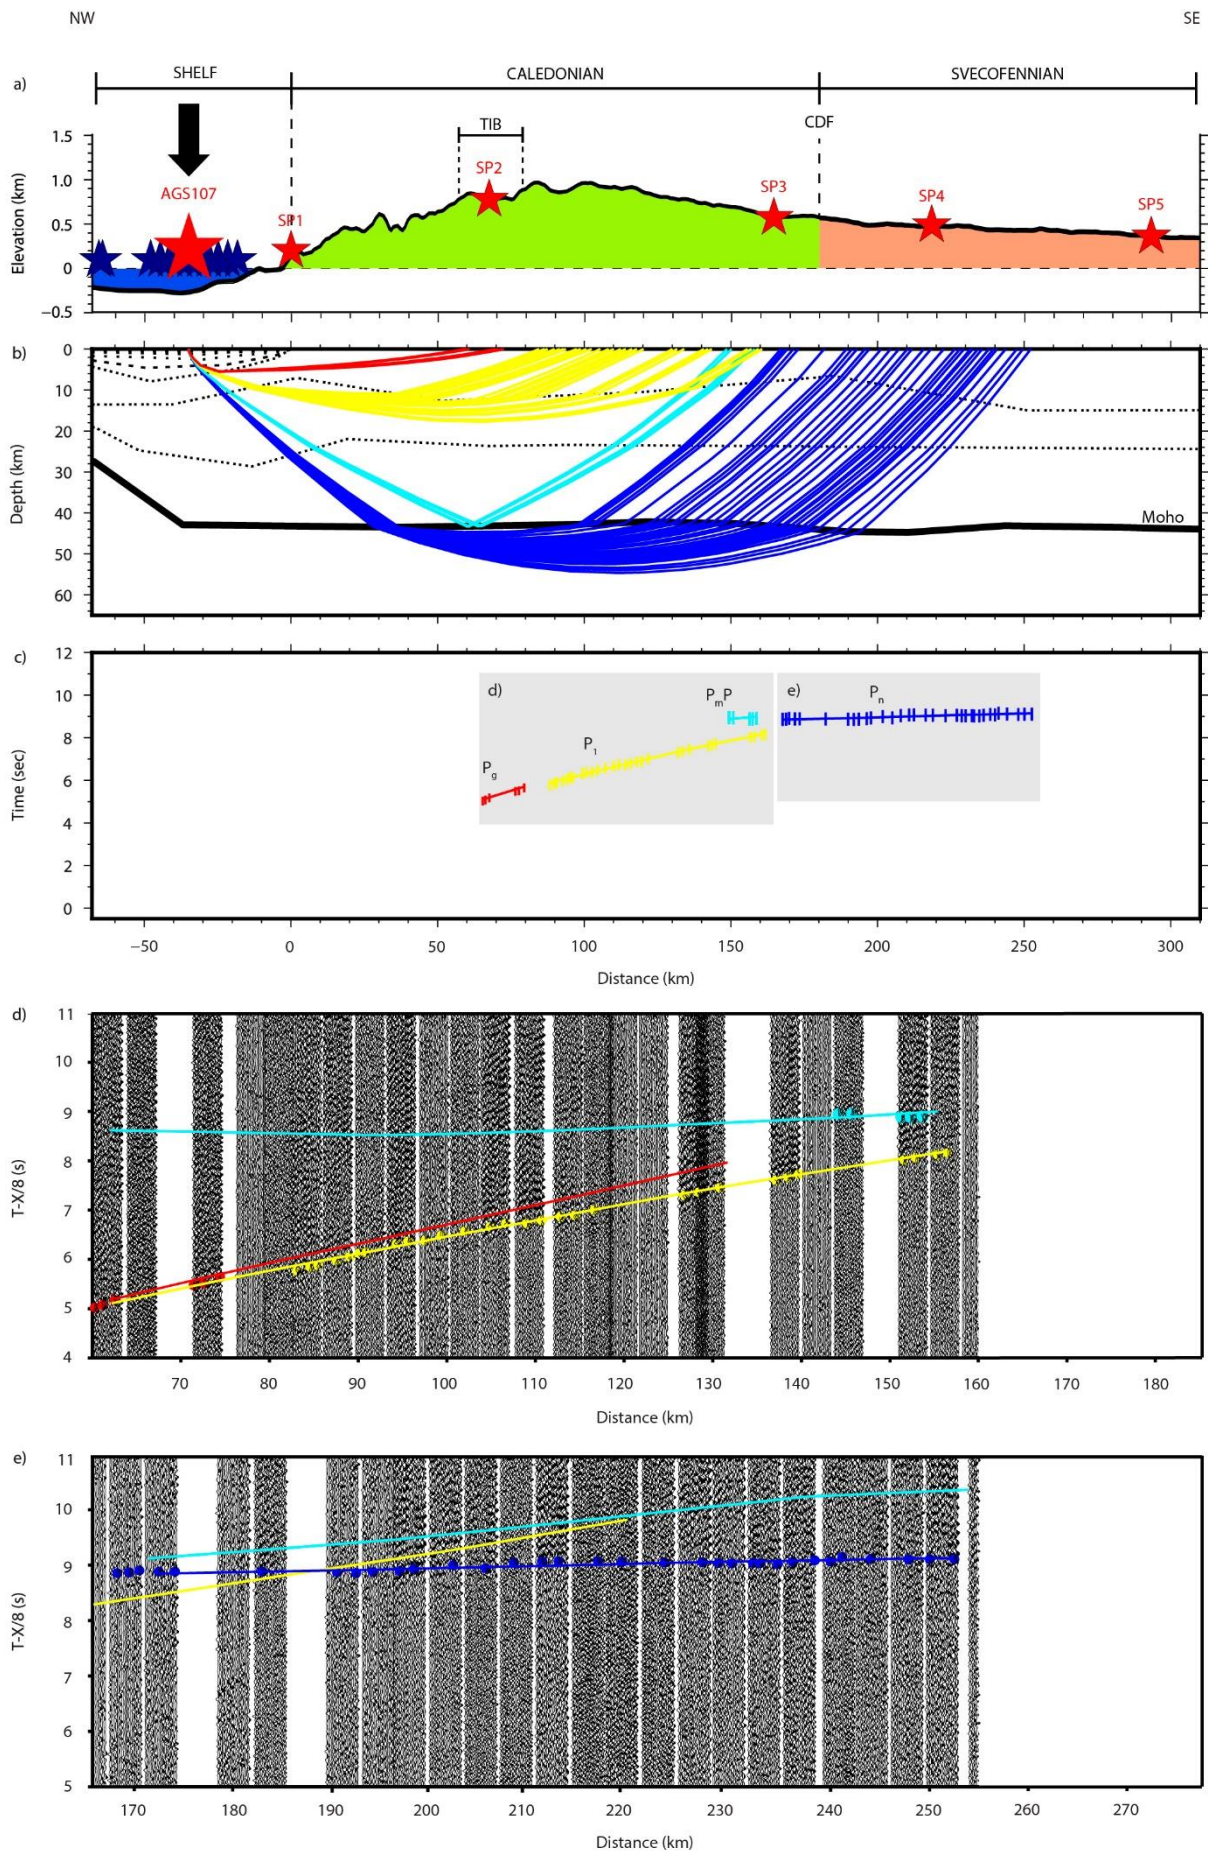 NW SE
a) SHELF CALEDONIAN SVECOFENNIAN
TIB CDF
AGS107 SP1 SP2 SP3 SP4 SP5
Elevation (km)
1.5
1.0
0.5
0
−0.5
b)
Depth (km)
0
10
20
30
40
50
60
Moho
c)
Time (sec)
12
10
8
6
4
2
0
d) PmP e) Pn
P1
Pg
−50 0 50 100 150 200 250 300
Distance (km)
d)
T-X/8 (s)
11
10
9
8
7
6
5
4
70 80 90 100 110 120 130 140 150 160 170 180
Distance (km)
e)
T-X/8 (s)
11
10
9
8
7
6
5
170 180 190 200 210 220 230 240 250 260 270
Distance (km)